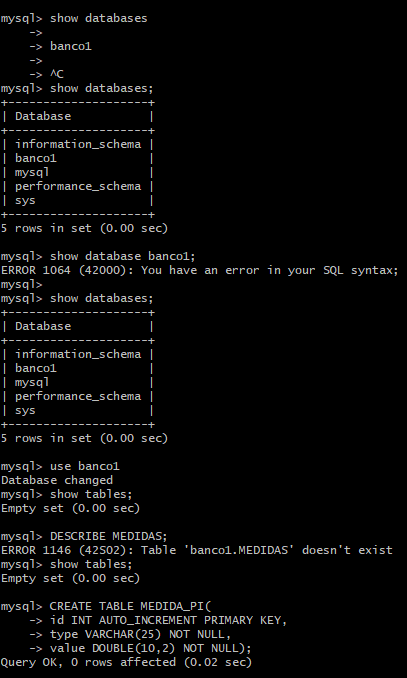 mysql> show databases
    ->
    -> banco1
    ->
    -> ^C
mysql> show databases;
+--------------------+
| Database           |
+--------------------+
| information_schema |
| banco1             |
| mysql              |
| performance_schema |
| sys                |
+--------------------+
5 rows in set (0.00 sec)

mysql> show database banco1;
ERROR 1064 (42000): You have an error in your SQL syntax;
mysql>
mysql> show databases;
+--------------------+
| Database           |
+--------------------+
| information_schema |
| banco1             |
| mysql              |
| performance_schema |
| sys                |
+--------------------+
5 rows in set (0.00 sec)

mysql> use banco1
Database changed
mysql> show tables;
Empty set (0.00 sec)

mysql> DESCRIBE MEDIDAS;
ERROR 1146 (42S02): Table 'banco1.MEDIDAS' doesn't exist
mysql> show tables;
Empty set (0.00 sec)

mysql> CREATE TABLE MEDIDA_PI(
    -> id INT AUTO_INCREMENT PRIMARY KEY,
    -> type VARCHAR(25) NOT NULL,
    -> value DOUBLE(10,2) NOT NULL);
Query OK, 0 rows affected (0.02 sec)